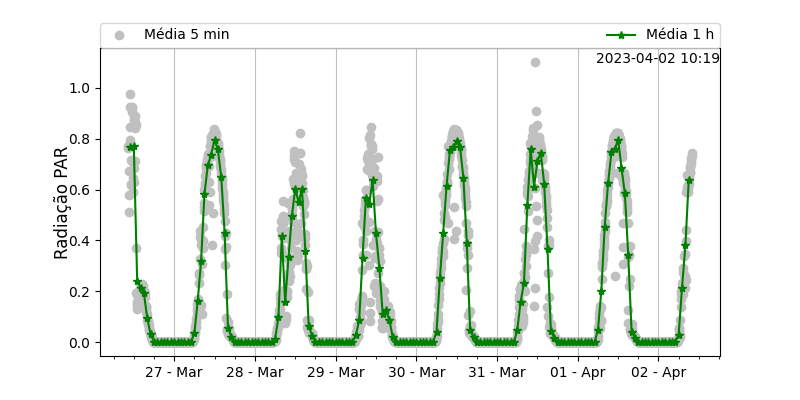 Média 5 min
Média 1 h
2023-04-02 10:19
Radiação PAR
1.0
0.8
0.6
0.4
0.2
0.0
27 - Mar
28 - Mar
29 - Mar
30 - Mar
31 - Mar
01 - Apr
02 - Apr